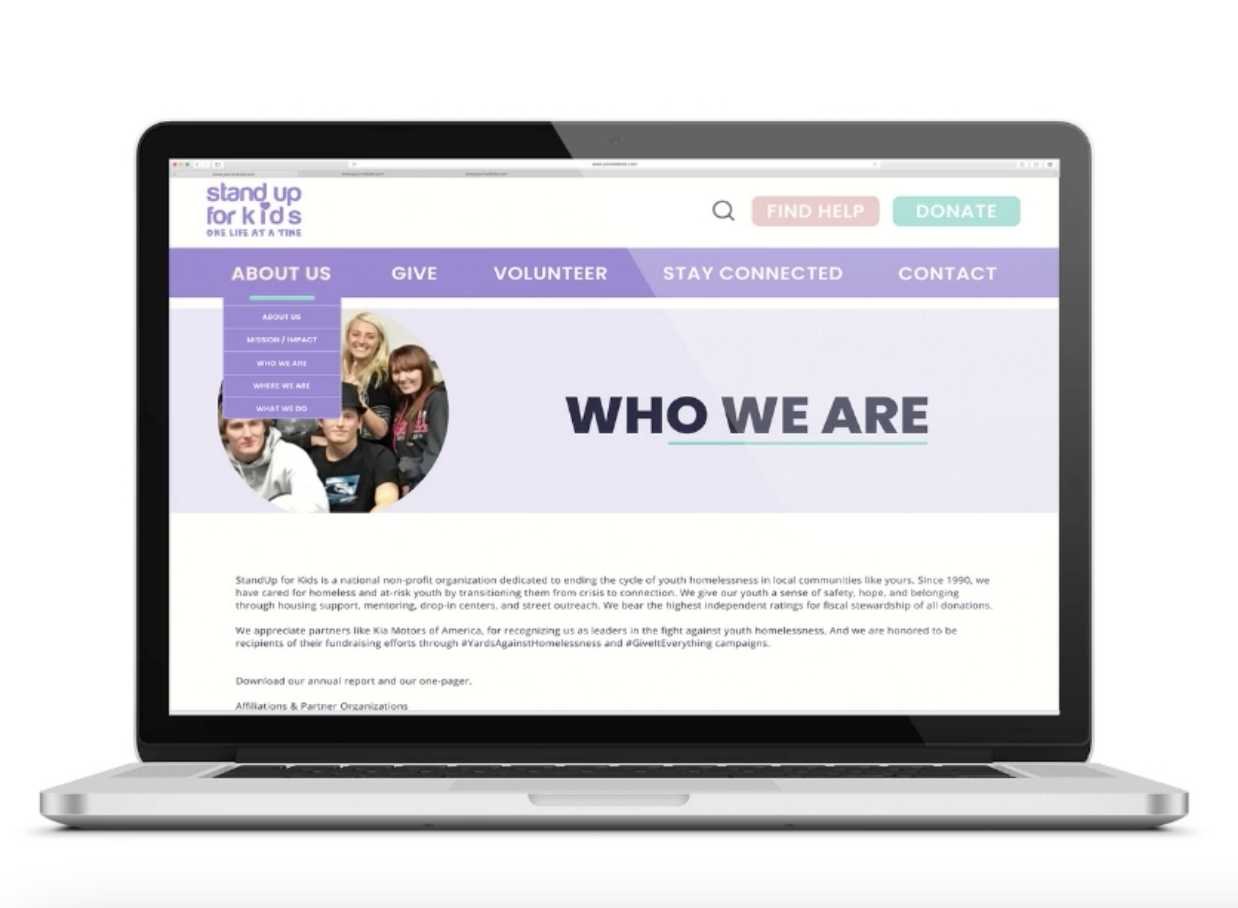 stand up
for kids
ONE LIFE AT A TIME
FIND HELP
DONATE
ABOUT US
GIVE
VOLUNTEER
STAY CONNECTED
CONTACT
ABOUT US
MISSION / IMPACT
WHO WE ARE
WHERE WE ARE
WHAT WE DO
WHO WE ARE
StandUp for Kids is a national non-profit organization dedicated to ending the cycle of youth homelessness in local communities like yours. Since 1990, we
have cared for homeless and at-risk youth by transitioning them from crisis to connection. We give our youth a sense of safety, hope, and belonging
through housing support, mentoring, drop-in centers, and street outreach. We bear the highest independent ratings for fiscal stewardship of all donations.
We appreciate partners like Kia Motors of America, for recognizing us as leaders in the fight against youth homelessness. And we are honored to be
recipients of their fundraising efforts through #YardsAgainstHomelessness and #GiveItEverything campaigns.
Download our annual report and our one-pager.
Affiliations & Partner Organizations